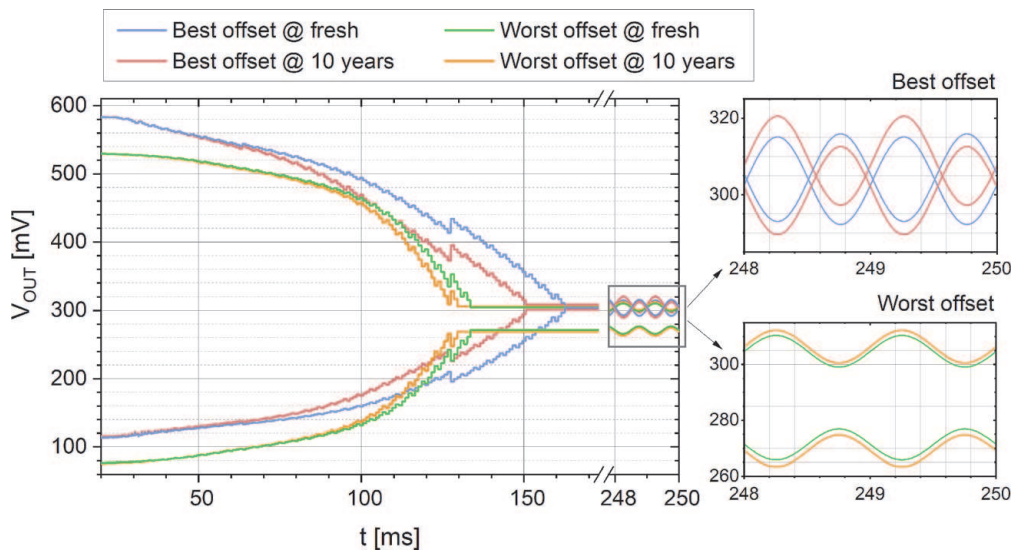 Best offset @ fresh
Worst offset @ fresh
Best offset @ 10 years
Worst offset @ 10 years
V_OUT [mV]
600
500
400
300
200
100
50
100
150
248
250
t [ms]
Best offset
320
300
248
249
250
Worst offset
300
280
260
248
249
250